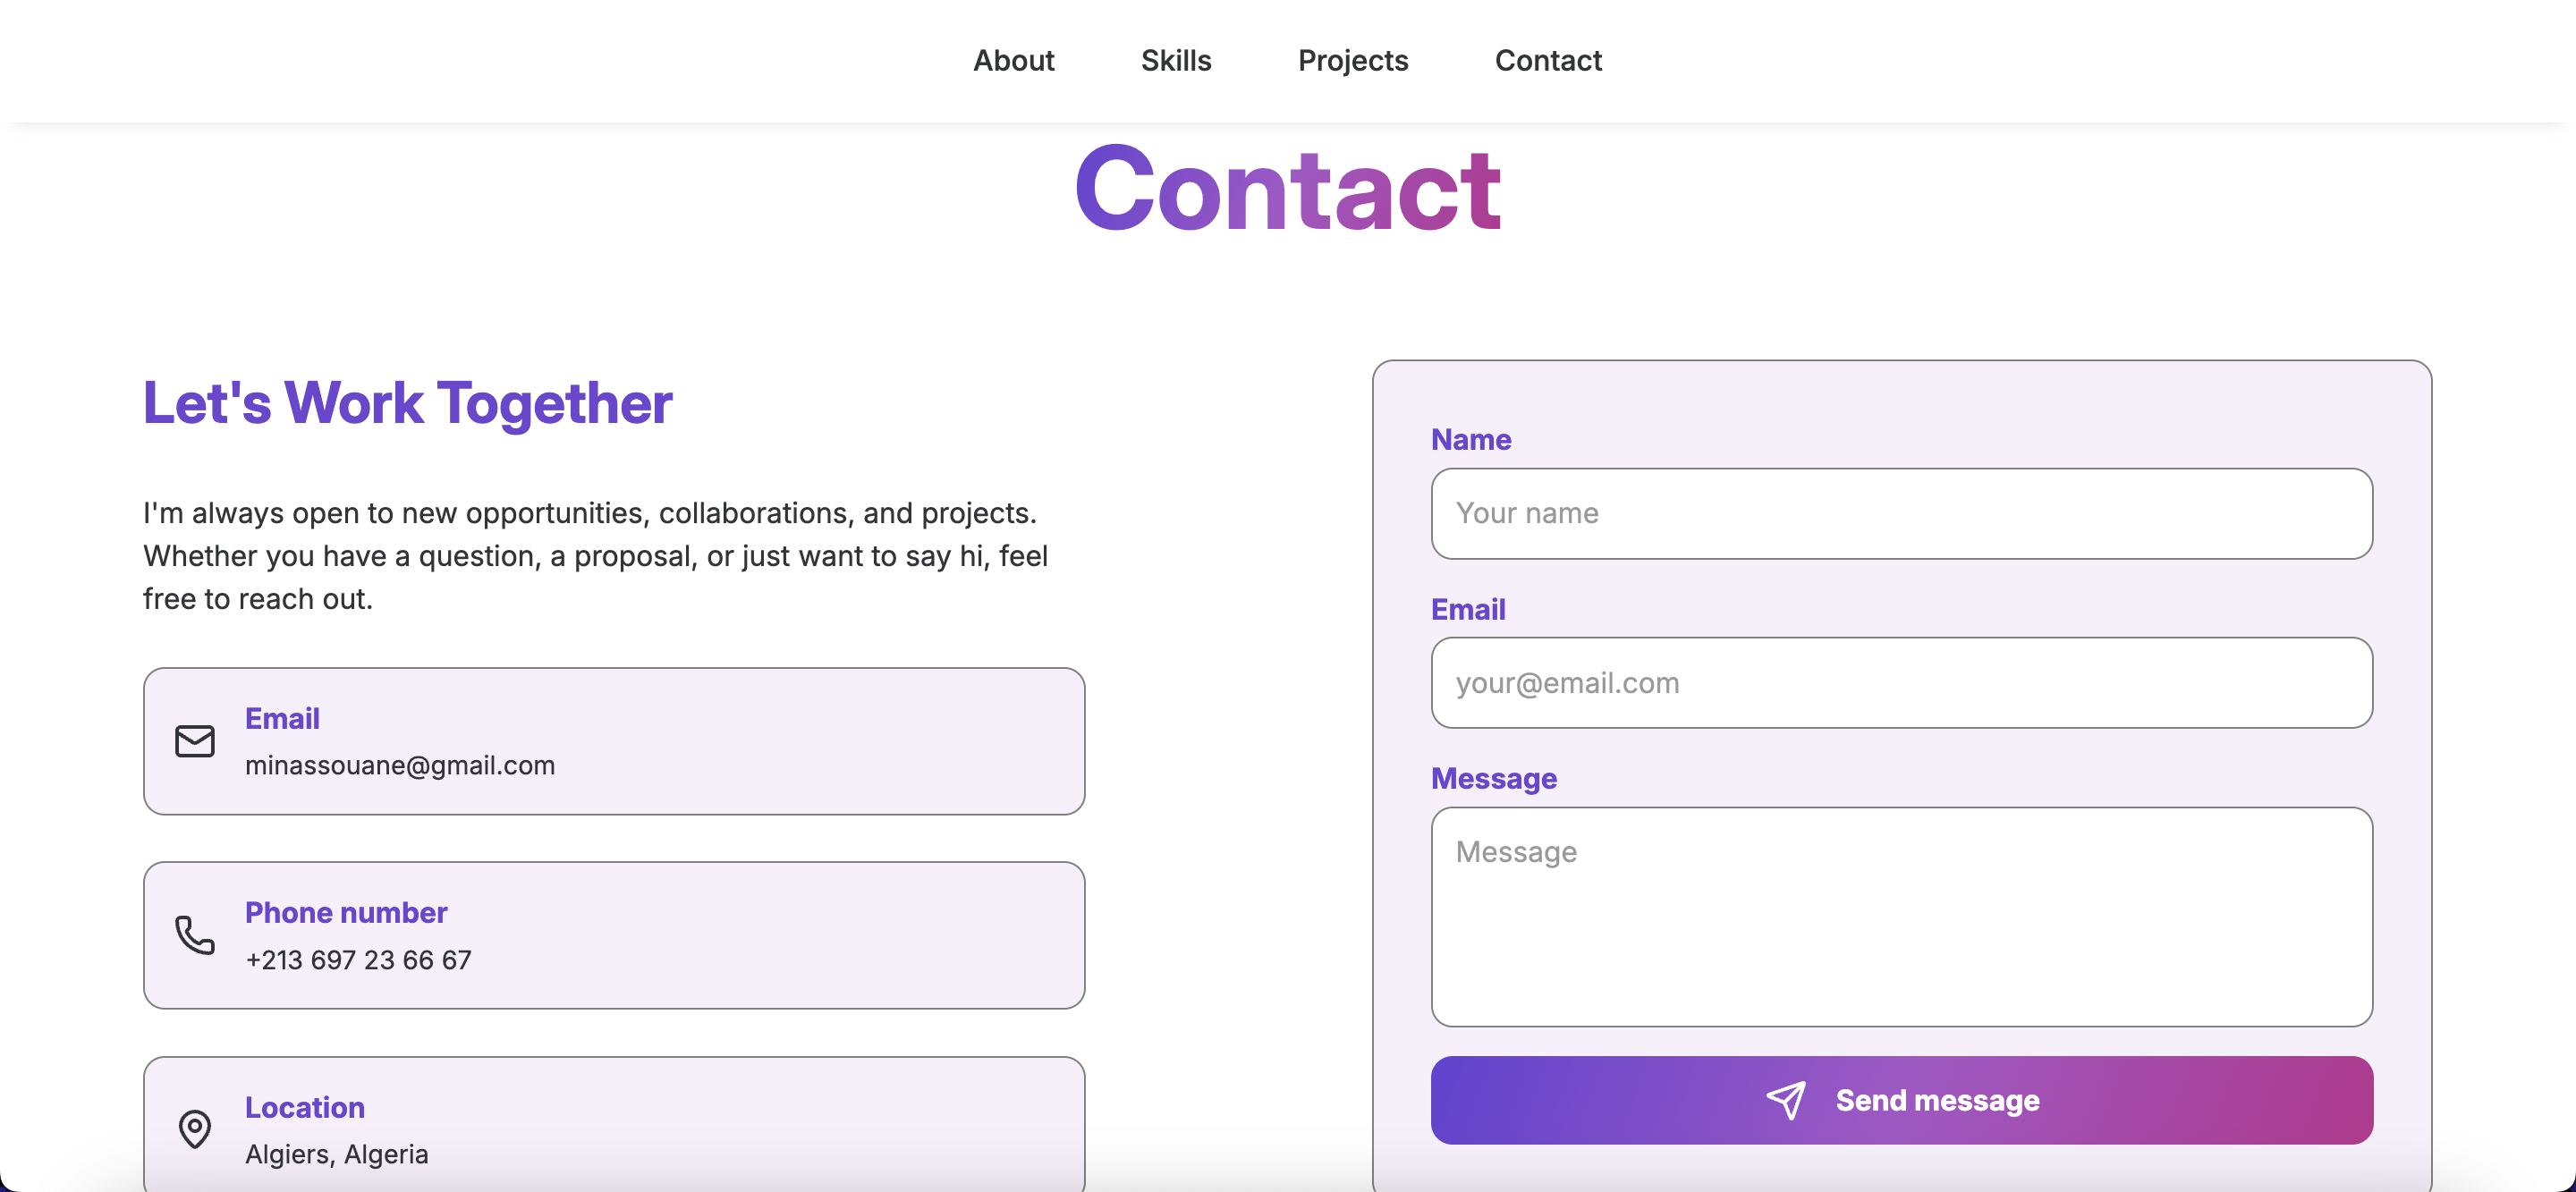 About Skills Projects Contact
Contact
Let's Work Together
I'm always open to new opportunities, collaborations, and projects.
Whether you have a question, a proposal, or just want to say hi, feel
free to reach out.
Email
minassouane@gmail.com
Phone number
+213 697 23 66 67
Location
Algiers, Algeria
Name
Your name
Email
your@email.com
Message
Message
Send message